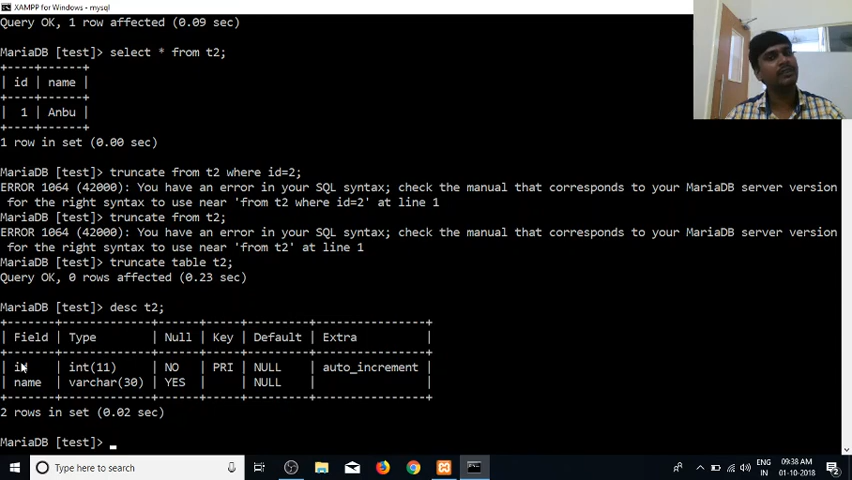 XAMPP for Windows - mysql
Query OK, 1 row affected (0.09 sec)
MariaDB [test]> select * from t2;
+----+------+
| id | name |
+----+------+
|  1 | Anbu |
+----+------+
1 row in set (0.00 sec)
MariaDB [test]> truncate from t2 where id=2;
ERROR 1064 (42000): You have an error in your SQL syntax; check the manual that corresponds to your MariaDB server version
for the right syntax to use near 'from t2 where id=2' at line 1
MariaDB [test]> truncate from t2;
ERROR 1064 (42000): You have an error in your SQL syntax; check the manual that corresponds to your MariaDB server version
for the right syntax to use near 'from t2' at line 1
MariaDB [test]> truncate table t2;
Query OK, 0 rows affected (0.23 sec)
MariaDB [test]> desc t2;
+-------+-------------+------+-----+---------+----------------+
| Field | Type        | Null | Key | Default | Extra          |
+-------+-------------+------+-----+---------+----------------+
| id    | int(11)     | NO   | PRI | NULL    | auto_increment |
| name  | varchar(30) | YES  |     | NULL    |                |
+-------+-------------+------+-----+---------+----------------+
2 rows in set (0.02 sec)
MariaDB [test]> _
Type here to search
ENG
IN
09:38 AM
01-10-2018
2